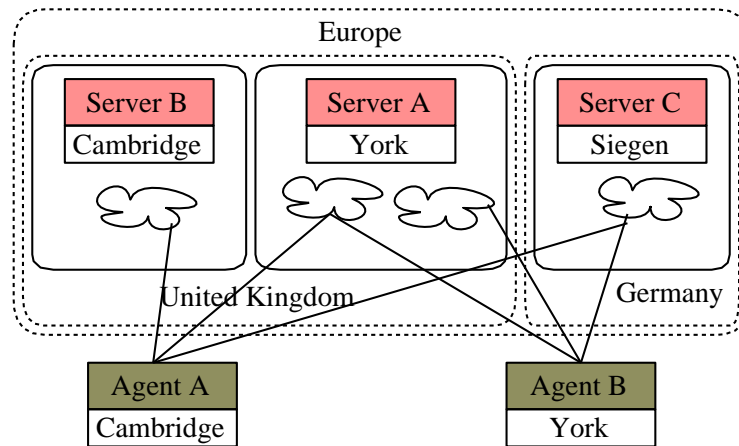 Europe
Server B
Cambridge
Server A
York
Server C
Siegen
United Kingdom
Germany
Agent A
Cambridge
Agent B
York